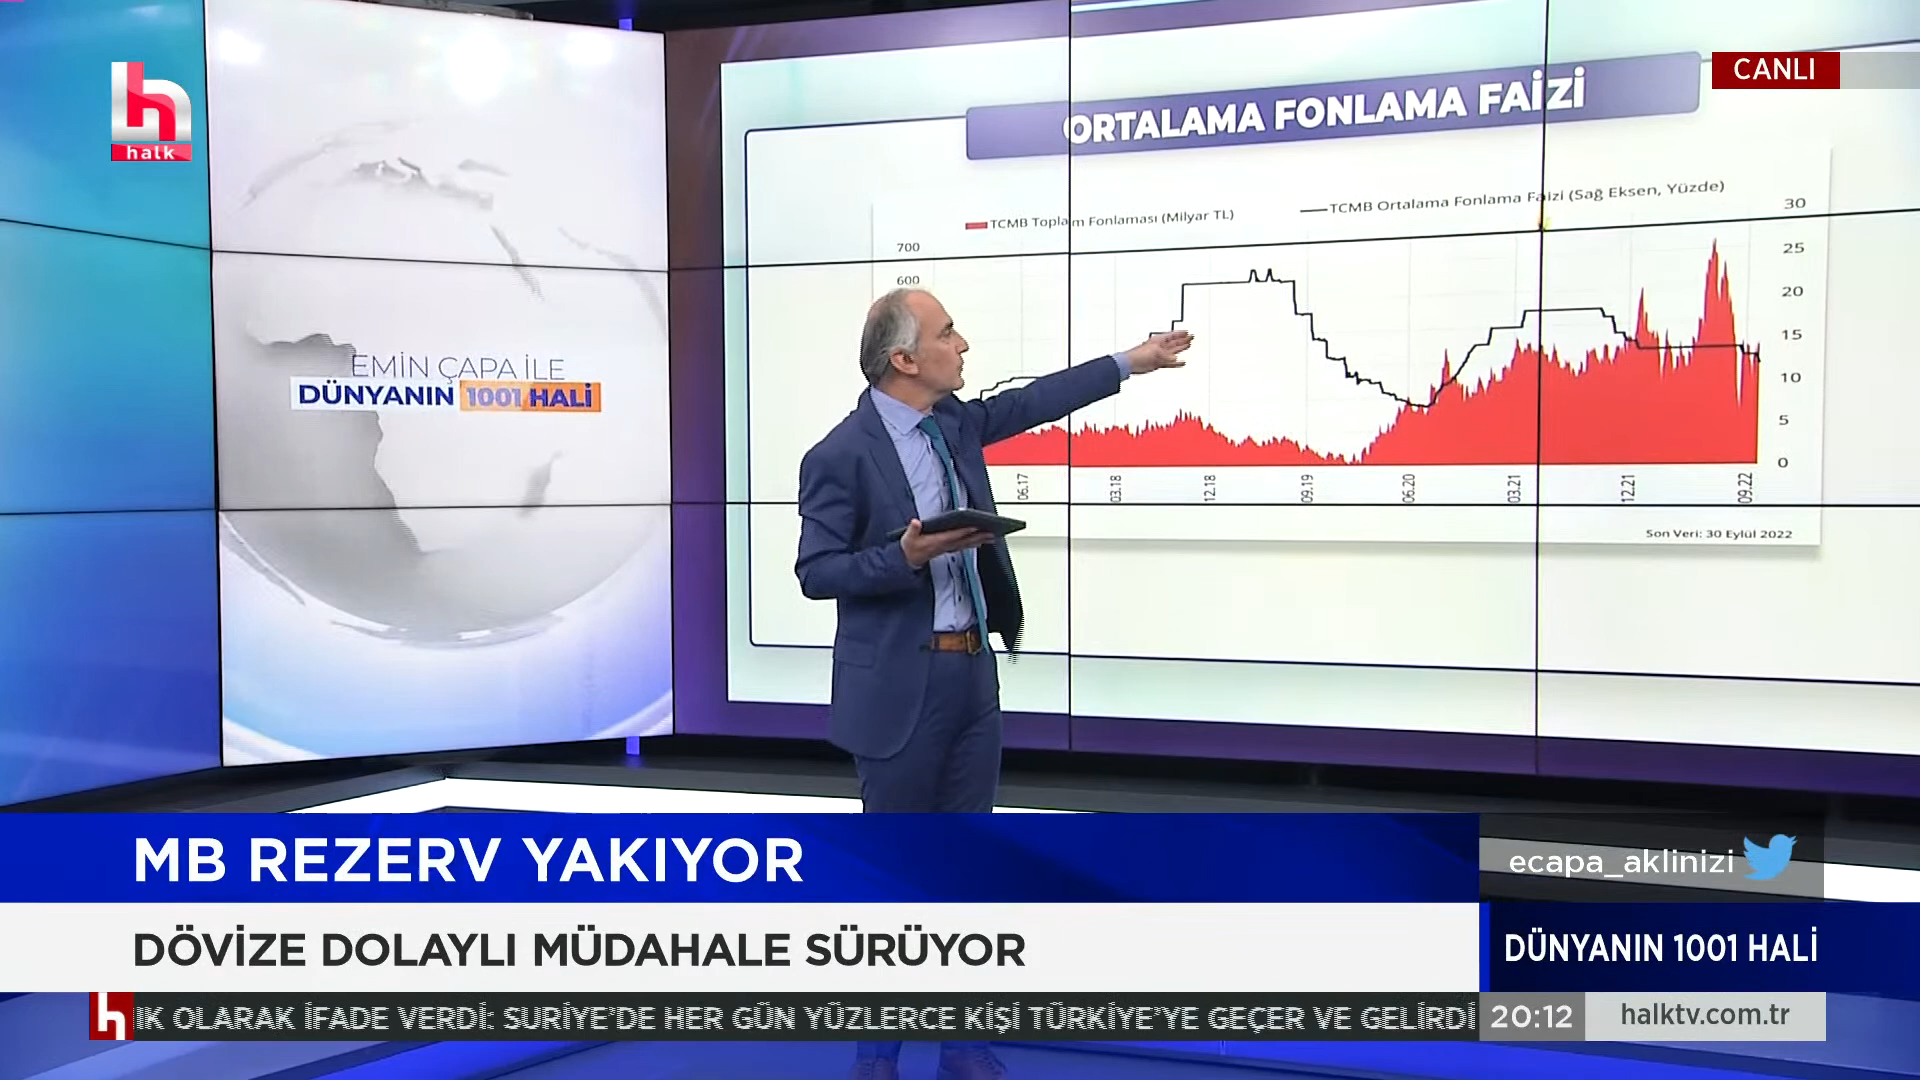 halk
CANLI
ORTALAMA FONLAMA FAİZİ
TCMB Toplam Fonlaması (Milyar TL)
TCMB Ortalama Fonlama Faizi (Sağ Eksen, Yüzde)
700
600
30
25
20
15
10
5
0
06.17
03.18
12.18
09.19
06.20
03.21
12.21
09.22
Son Veri: 30 Eylül 2022
EMİN ÇAPA İLE
DÜNYANIN 1001 HALİ
MB REZERV YAKIYOR
ecapa_aklinizi
DÖVİZE DOLAYLI MÜDAHALE SÜRÜYOR
DÜNYANIN 1001 HALİ
IK OLARAK İFADE VERDİ: SURİYE'DE HER GÜN YÜZLERCE KİŞİ TÜRKİYE'YE GEÇER VE GELİRDİ
20:12
halktv.com.tr